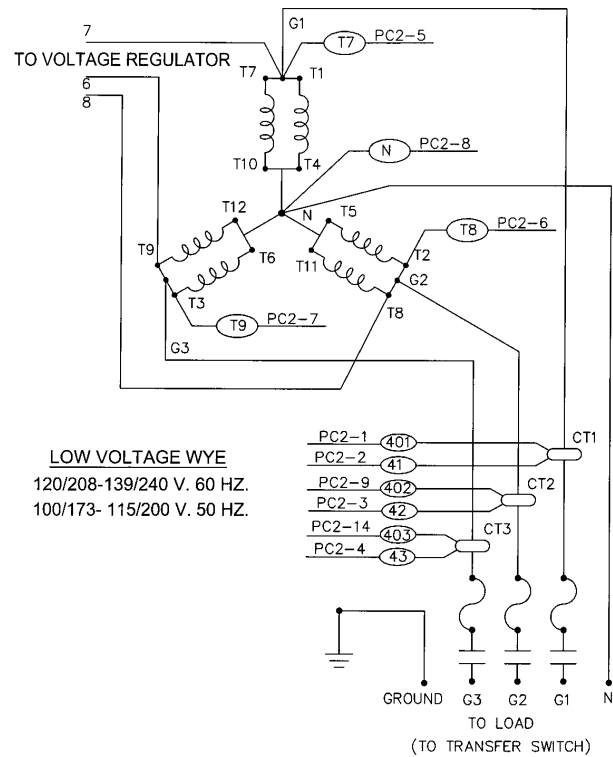 7
G1
T7
PC2-5
TO VOLTAGE REGULATOR
T7
T1
6
8
T10
T4
N
PC2-8
T12
N
T5
T9
T6
T11
T2
T8
PC2-6
G2
T3
T8
T9
PC2-7
G3
PC2-1
401
CT1
PC2-2
41
LOW VOLTAGE WYE
120/208-139/240 V. 60 HZ.
100/173- 115/200 V. 50 HZ.
PC2-9
402
CT2
PC2-3
42
PC2-14
403
CT3
PC2-4
43
GROUND
G3
G2
G1
N
TO LOAD
(TO TRANSFER SWITCH)